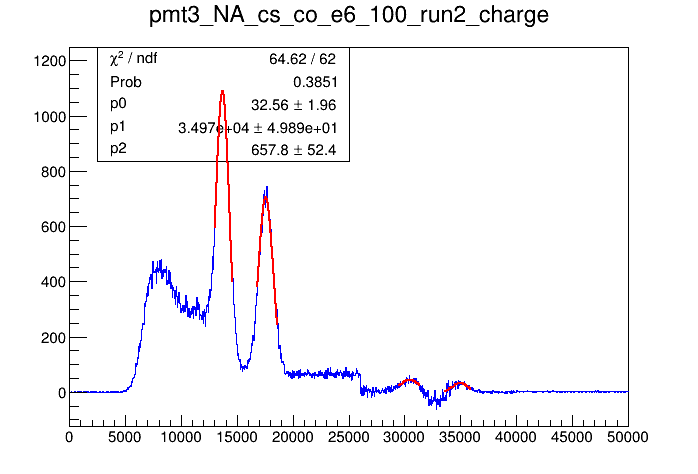 pmt3_NA_cs_co_e6_100_run2_charge
χ² / ndf 64.62 / 62
Prob 0.3851
p0 32.56 ± 1.96
p1 3.497e+04 ± 4.989e+01
p2 657.8 ± 52.4
1200
1000
800
600
400
200
0
0 5000 10000 15000 20000 25000 30000 35000 40000 45000 50000